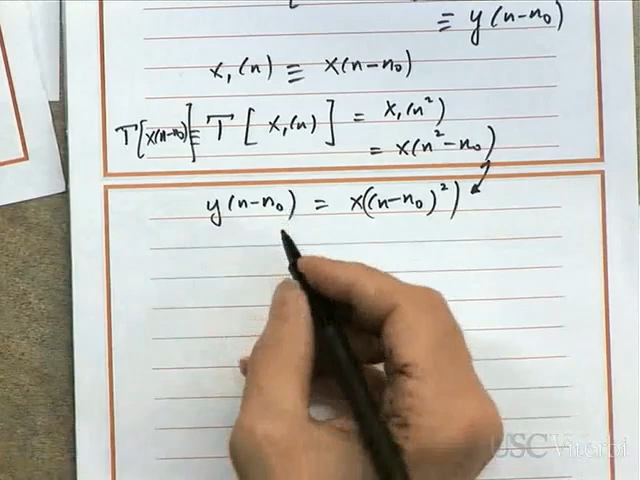 ≡ y(n-n₀)
x₁(n) ≡ x(n-n₀)
T[x(n-n₀)] ≡ T[x₁(n)] = x₁(n²)
= x(n²-n₀)
y(n-n₀) = x((n-n₀)²)
USC Viterbi